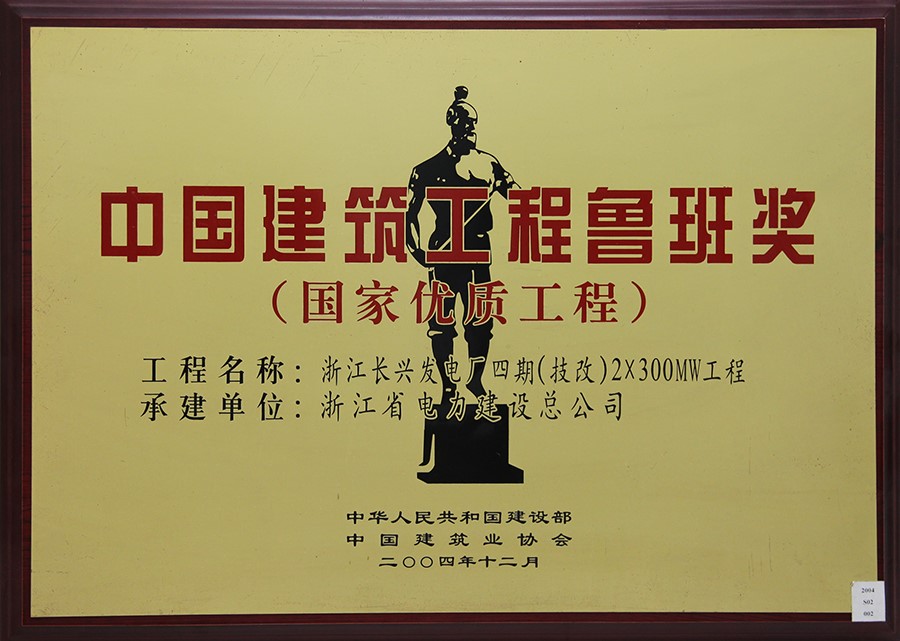 中国建筑工程鲁班奖
（国家优质工程）
工程名称：浙江长兴发电厂四期(技改)2×300MW工程
承建单位：浙江省电力建设总公司
中华人民共和国建设部
中国建筑业协会
二〇〇四年十二月
2004
S02
002